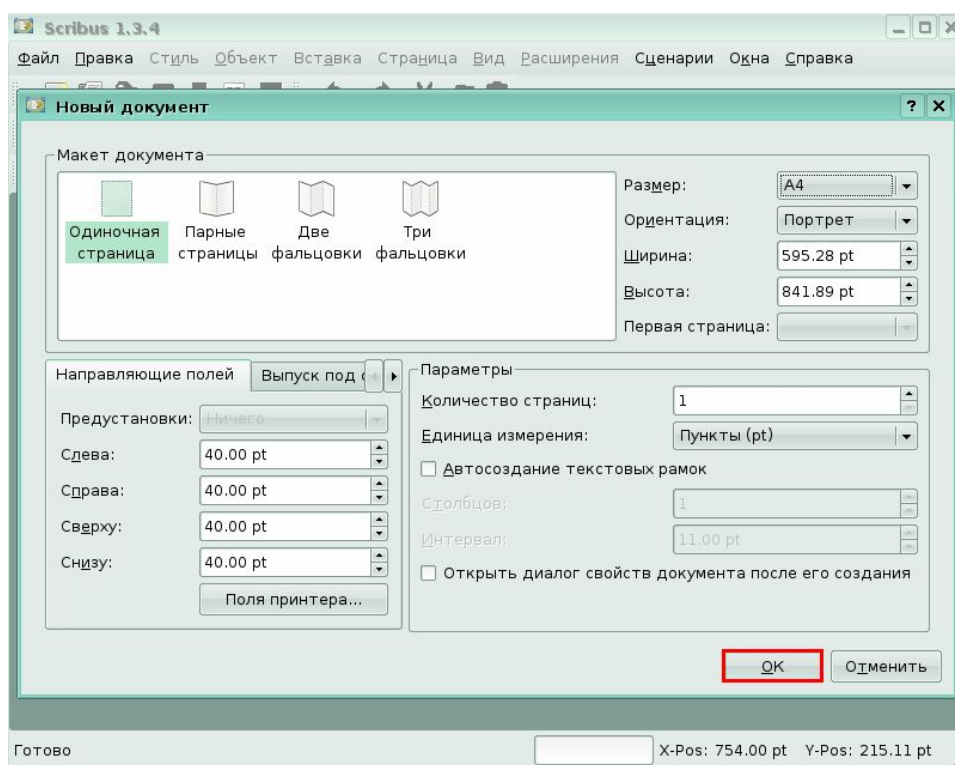 Scribus 1.3.4
Файл Правка Стиль Объект Вставка Страница Вид Расширения Сценарии Окна Справка
Новый документ
Макет документа
Одиночная страница
Парные страницы
Две фальцовки
Три фальцовки
Размер: A4
Ориентация: Портрет
Ширина: 595.28 pt
Высота: 841.89 pt
Первая страница:
Направляющие полей
Выпуск под
Предустановки: Ничего
Слева: 40.00 pt
Справа: 40.00 pt
Сверху: 40.00 pt
Снизу: 40.00 pt
Поля принтера...
Параметры
Количество страниц: 1
Единица измерения: Пункты (pt)
Автосоздание текстовых рамок
Столбцов: 1
Интервал: 11.00 pt
Открыть диалог свойств документа после его создания
OK
Отменить
Готово
X-Pos: 754.00 pt Y-Pos: 215.11 pt